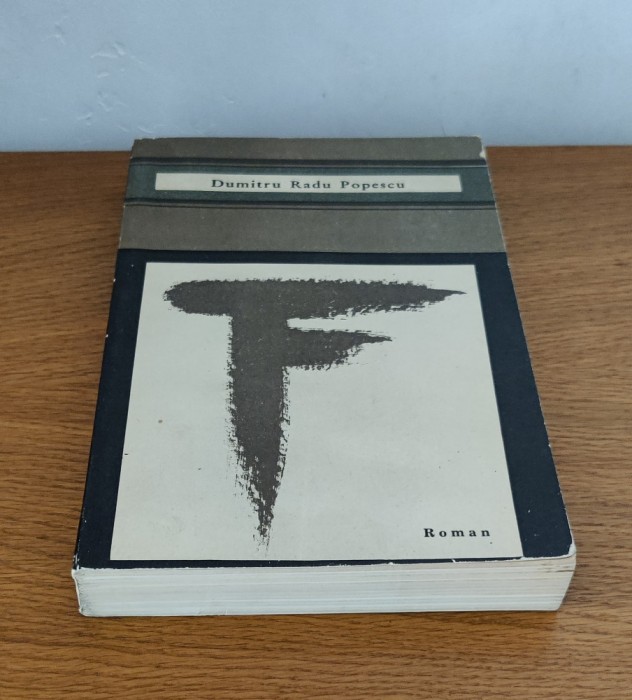 Dumitru Radu Popescu
F
Roman